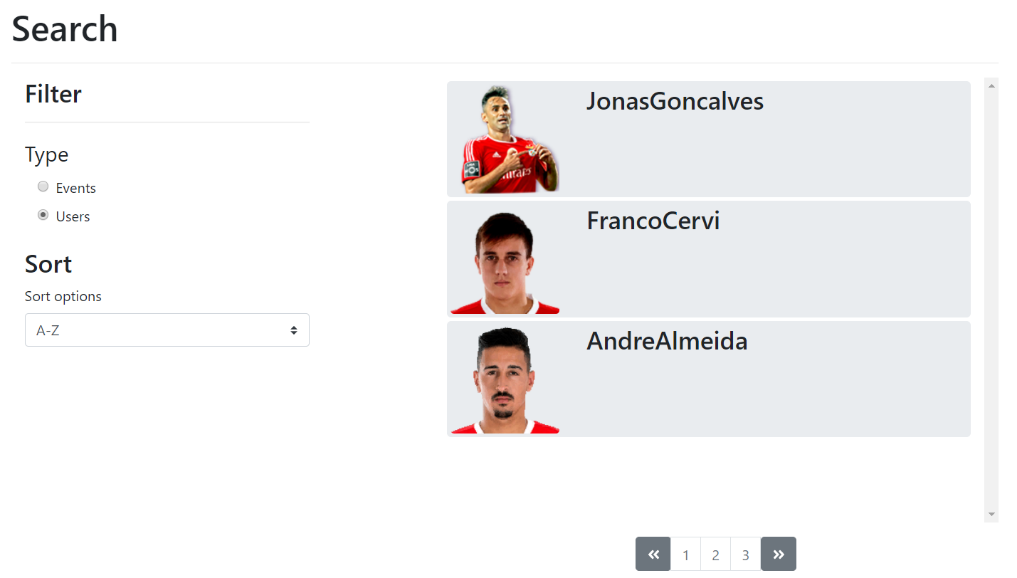 Search
Filter
Type
Events
Users
Sort
Sort options
A-Z
JonasGoncalves
FrancoCervi
AndreAlmeida
« 1 2 3 »